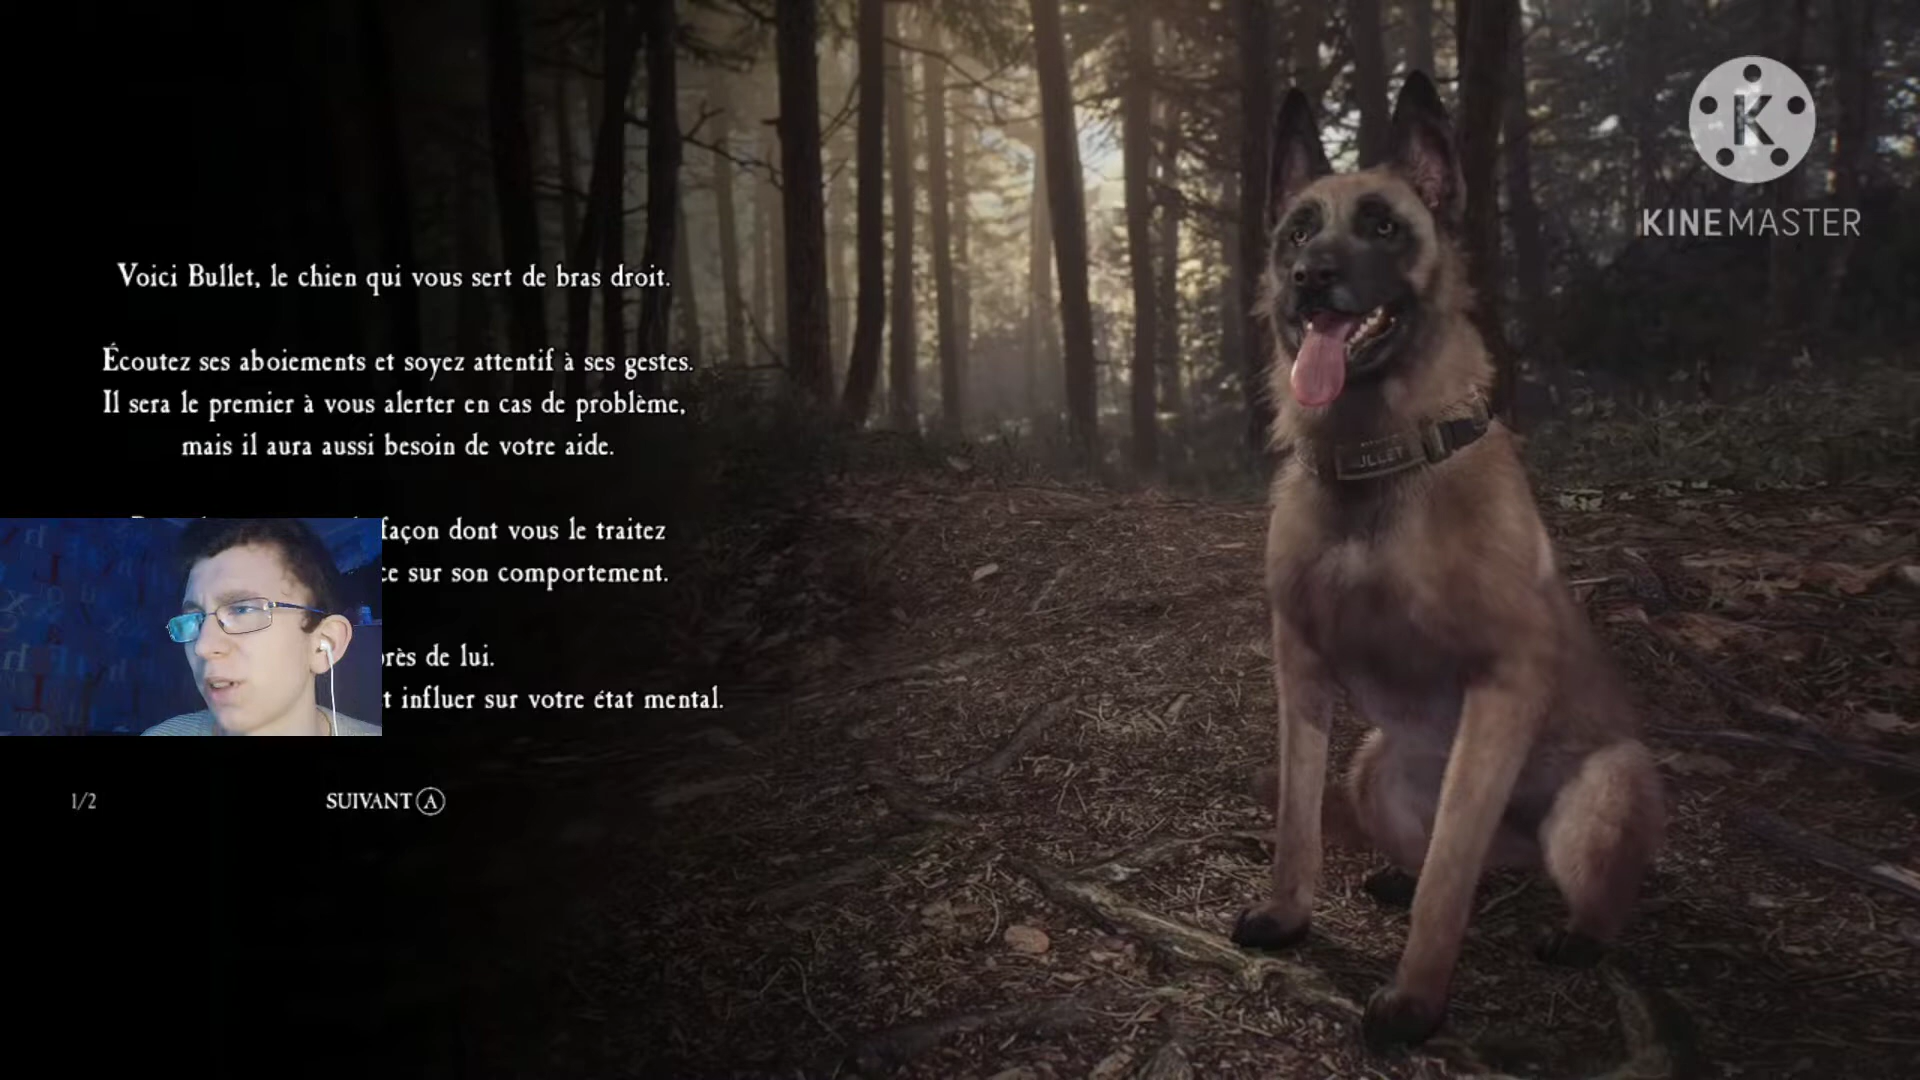 KINEMASTER
Voici Bullet, le chien qui vous sert de bras droit.
Écoutez ses aboiements et soyez attentif à ses gestes.
Il sera le premier à vous alerter en cas de problème,
mais il aura aussi besoin de votre aide.
façon dont vous le traitez
sur son comportement.
de lui.
influer sur votre état mental.
1/2
SUIVANT A